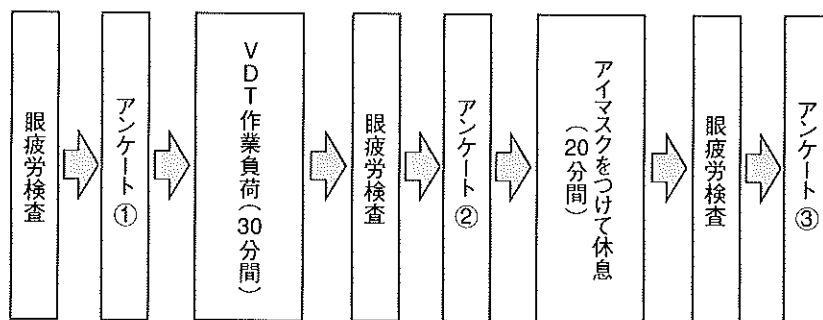 眼疲労検査
アンケート①
VDT作業負荷(30分間)
眼疲労検査
アンケート②
アイマスクをつけて休息
(20分間)
眼疲労検査
アンケート③